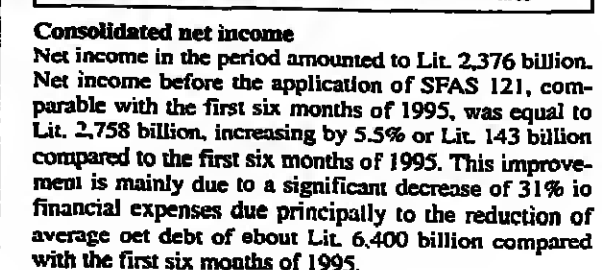 Consolidated net income
Net income in the period amounted to Lit. 2,376 billion.
Net income before the application of SFAS 121, com-
parable with the first six months of 1995, was equal to
Lit. 2,758 billion, increasing by 5.5% or Lit. 143 billion
compared to the first six months of 1995. This improve-
ment is mainly due to a significant decrease of 31% io
financial expenses due principally to the reduction of
average oet debt of ebout Lit. 6,400 billion compared
with the first six months of 1995.